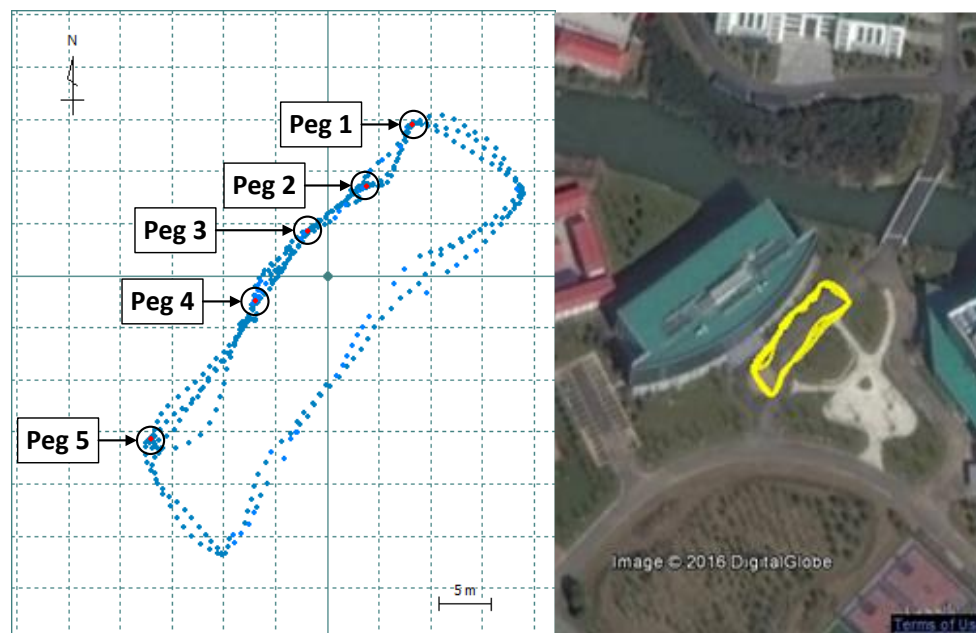 N
Peg 1
Peg 2
Peg 3
Peg 4
Peg 5
5 m
Image © 2016 DigitalGlobe
Terms of Us